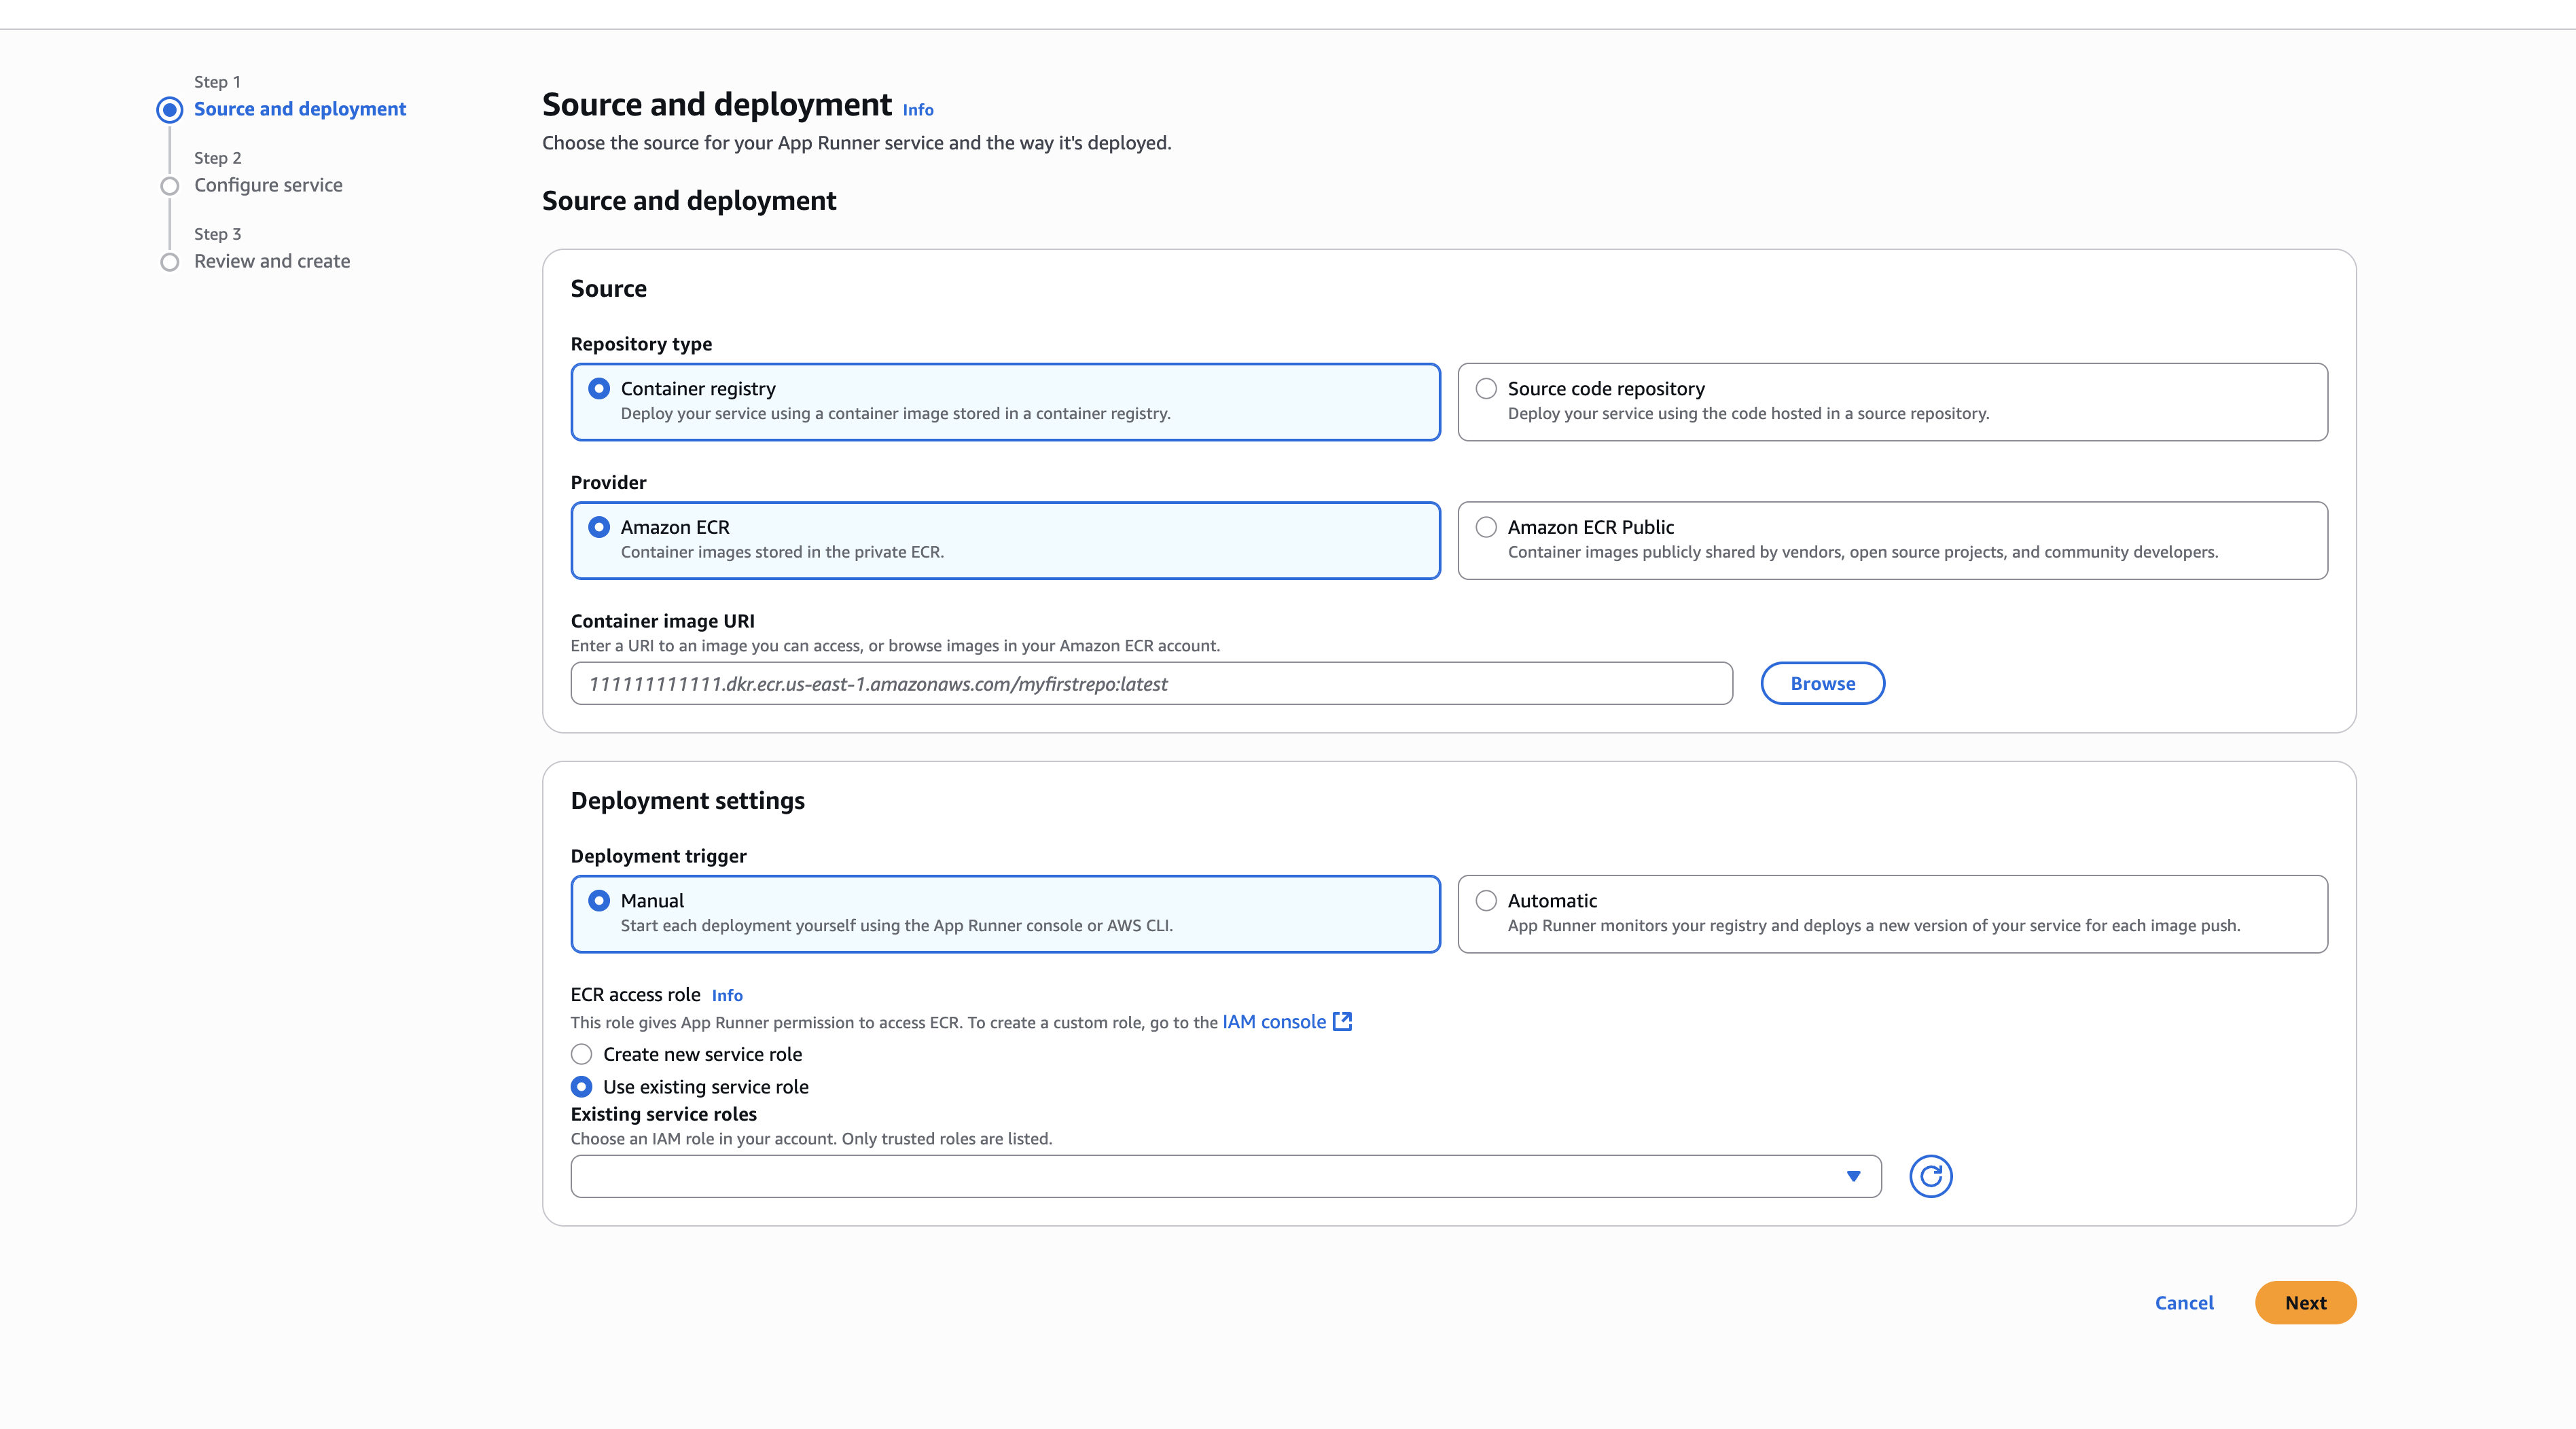 Step 1
Source and deployment
Step 2
Configure service
Step 3
Review and create
Source and deployment Info
Choose the source for your App Runner service and the way it's deployed.
Source and deployment
Source
Repository type
Container registry
Deploy your service using a container image stored in a container registry.
Source code repository
Deploy your service using the code hosted in a source repository.
Provider
Amazon ECR
Container images stored in the private ECR.
Amazon ECR Public
Container images publicly shared by vendors, open source projects, and community developers.
Container image URI
Enter a URI to an image you can access, or browse images in your Amazon ECR account.
111111111111.dkr.ecr.us-east-1.amazonaws.com/myfirstrepo:latest
Browse
Deployment settings
Deployment trigger
Manual
Start each deployment yourself using the App Runner console or AWS CLI.
Automatic
App Runner monitors your registry and deploys a new version of your service for each image push.
ECR access role Info
This role gives App Runner permission to access ECR. To create a custom role, go to the IAM console
Create new service role
Use existing service role
Existing service roles
Choose an IAM role in your account. Only trusted roles are listed.
Cancel
Next